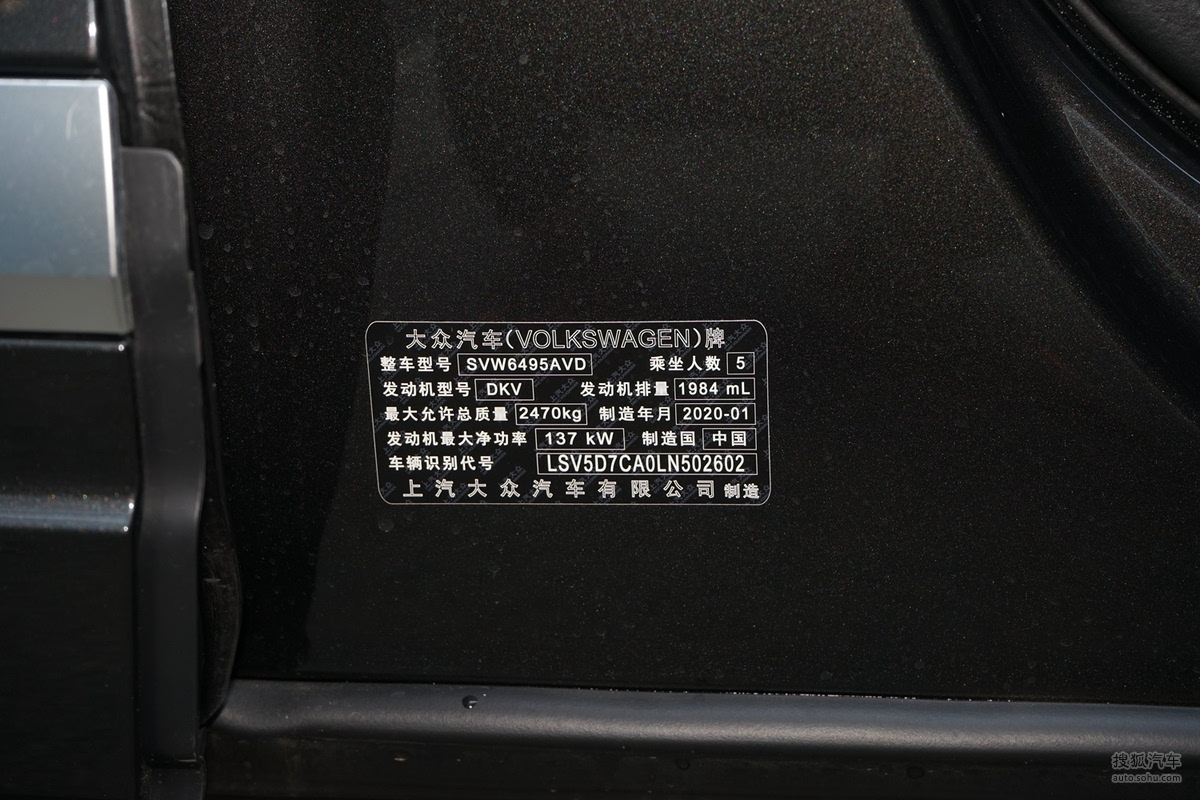 大众汽车(VOLKSWAGEN)牌
整车型号 SVW6495AVD 乘坐人数 5
发动机型号 DKV 发动机排量 1984 mL
最大允许总质量 2470kg 制造年月 2020-01
发动机最大净功率 137 kW 制造国 中国
车辆识别代号 LSV5D7CA0LN502602
上汽大众汽车有限公司 制造
搜狐汽车
auto.sohu.com